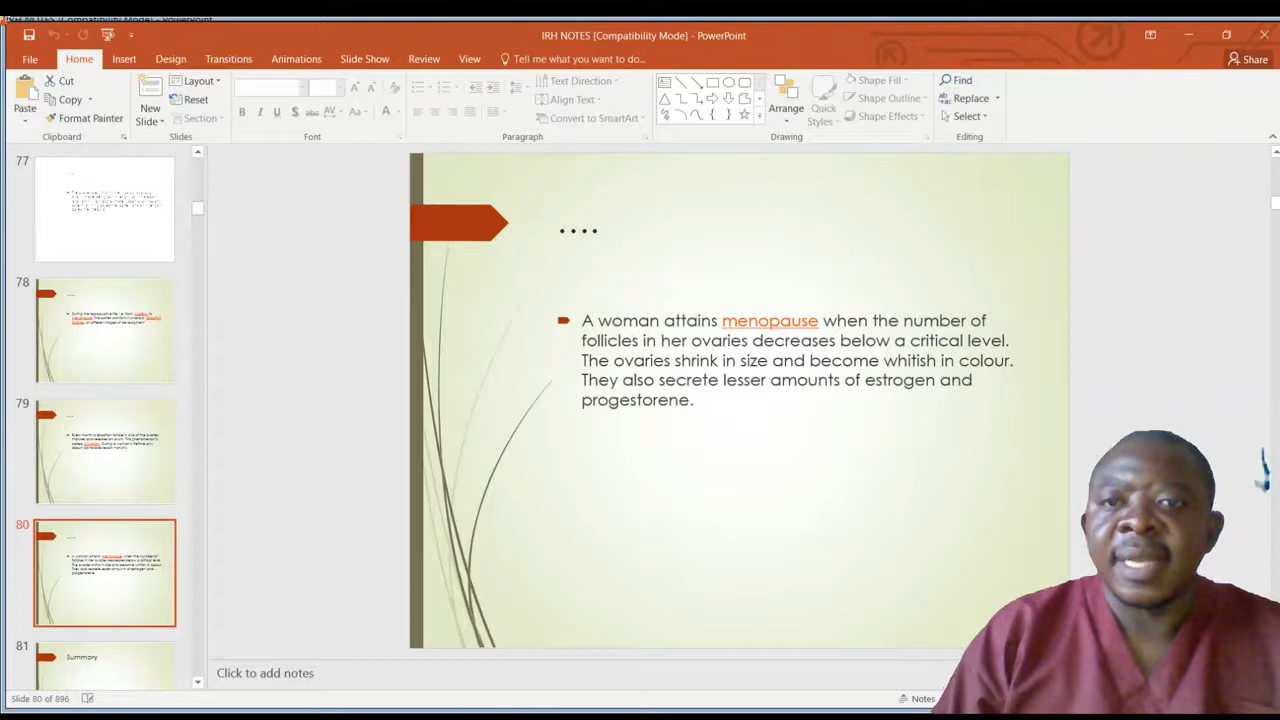 IRH NOTES [Compatibility Mode] - PowerPoint
File Home Insert Design Transitions Animations Slide Show Review View Tell me what you want to do... Share
Paste
Cut
Copy
Format Painter
Clipboard
New
Slide
Layout
Reset
Section
Slides
B I U S abc AV Aa A
Font
Text Direction
Align Text
Convert to SmartArt
Paragraph
Arrange
Quick
Styles
Shape Fill
Shape Outline
Shape Effects
Drawing
Find
Replace
Select
Editing
77
78
79
80
81
Summary
....
A woman attains menopause when the number of
follicles in her ovaries decreases below a critical level.
The ovaries shrink in size and become whitish in colour.
They also secrete lesser amounts of estrogen and
progestorene.
Click to add notes
Slide 80 of 896
Notes